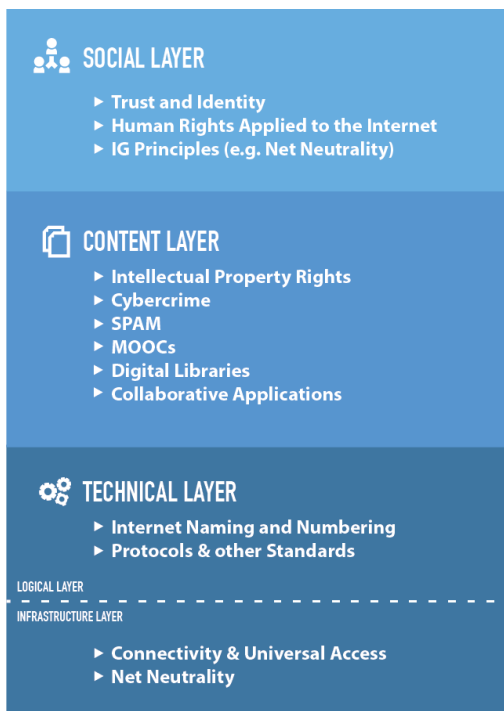 SOCIAL LAYER
▸ Trust and Identity
▸ Human Rights Applied to the Internet
▸ IG Principles (e.g. Net Neutrality)
CONTENT LAYER
▸ Intellectual Property Rights
▸ Cybercrime
▸ SPAM
▸ MOOCs
▸ Digital Libraries
▸ Collaborative Applications
TECHNICAL LAYER
▸ Internet Naming and Numbering
▸ Protocols & other Standards
LOGICAL LAYER
INFRASTRUCTURE LAYER
▸ Connectivity & Universal Access
▸ Net Neutrality